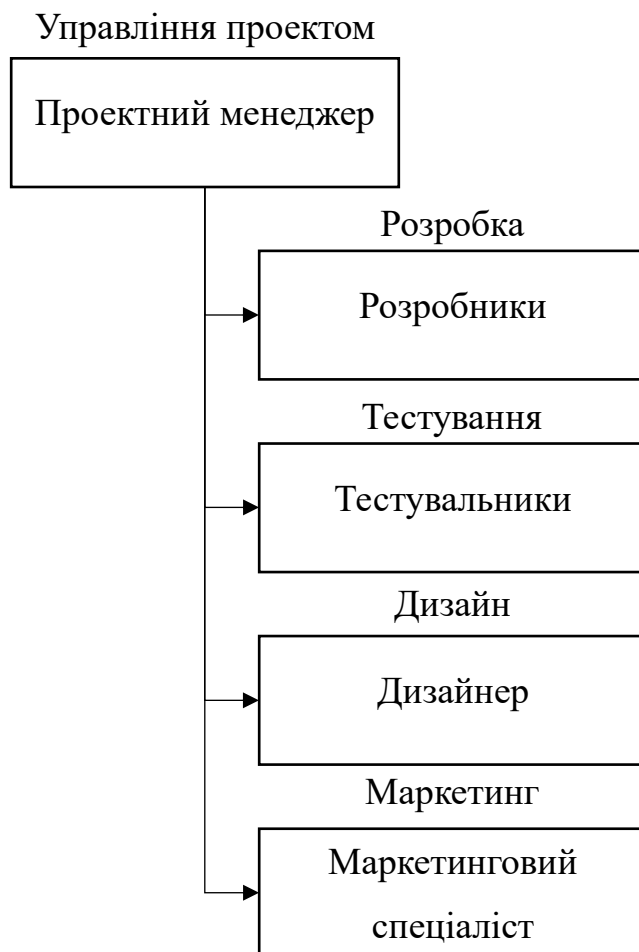 Управління проектом
Проектний менеджер
Розробка
Розробники
Тестування
Тестувальники
Дизайн
Дизайнер
Маркетинг
Маркетинговий
спеціаліст